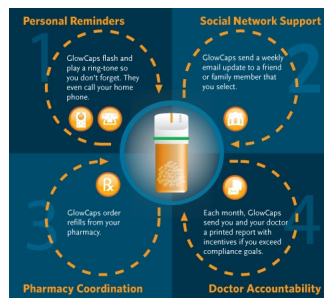 Personal Reminders
1
GlowCaps flash and
play a ring-tone so
you don't forget. They
even call your home
phone.
Social Network Support
2
GlowCaps send a weekly
email update to a friend
or family member that
you select.
3
Rx
GlowCaps order
refills from your
pharmacy.
Pharmacy Coordination
4
Each month, GlowCaps
send you and your doctor
a printed report with
incentives if you exceed
compliance goals.
Doctor Accountability